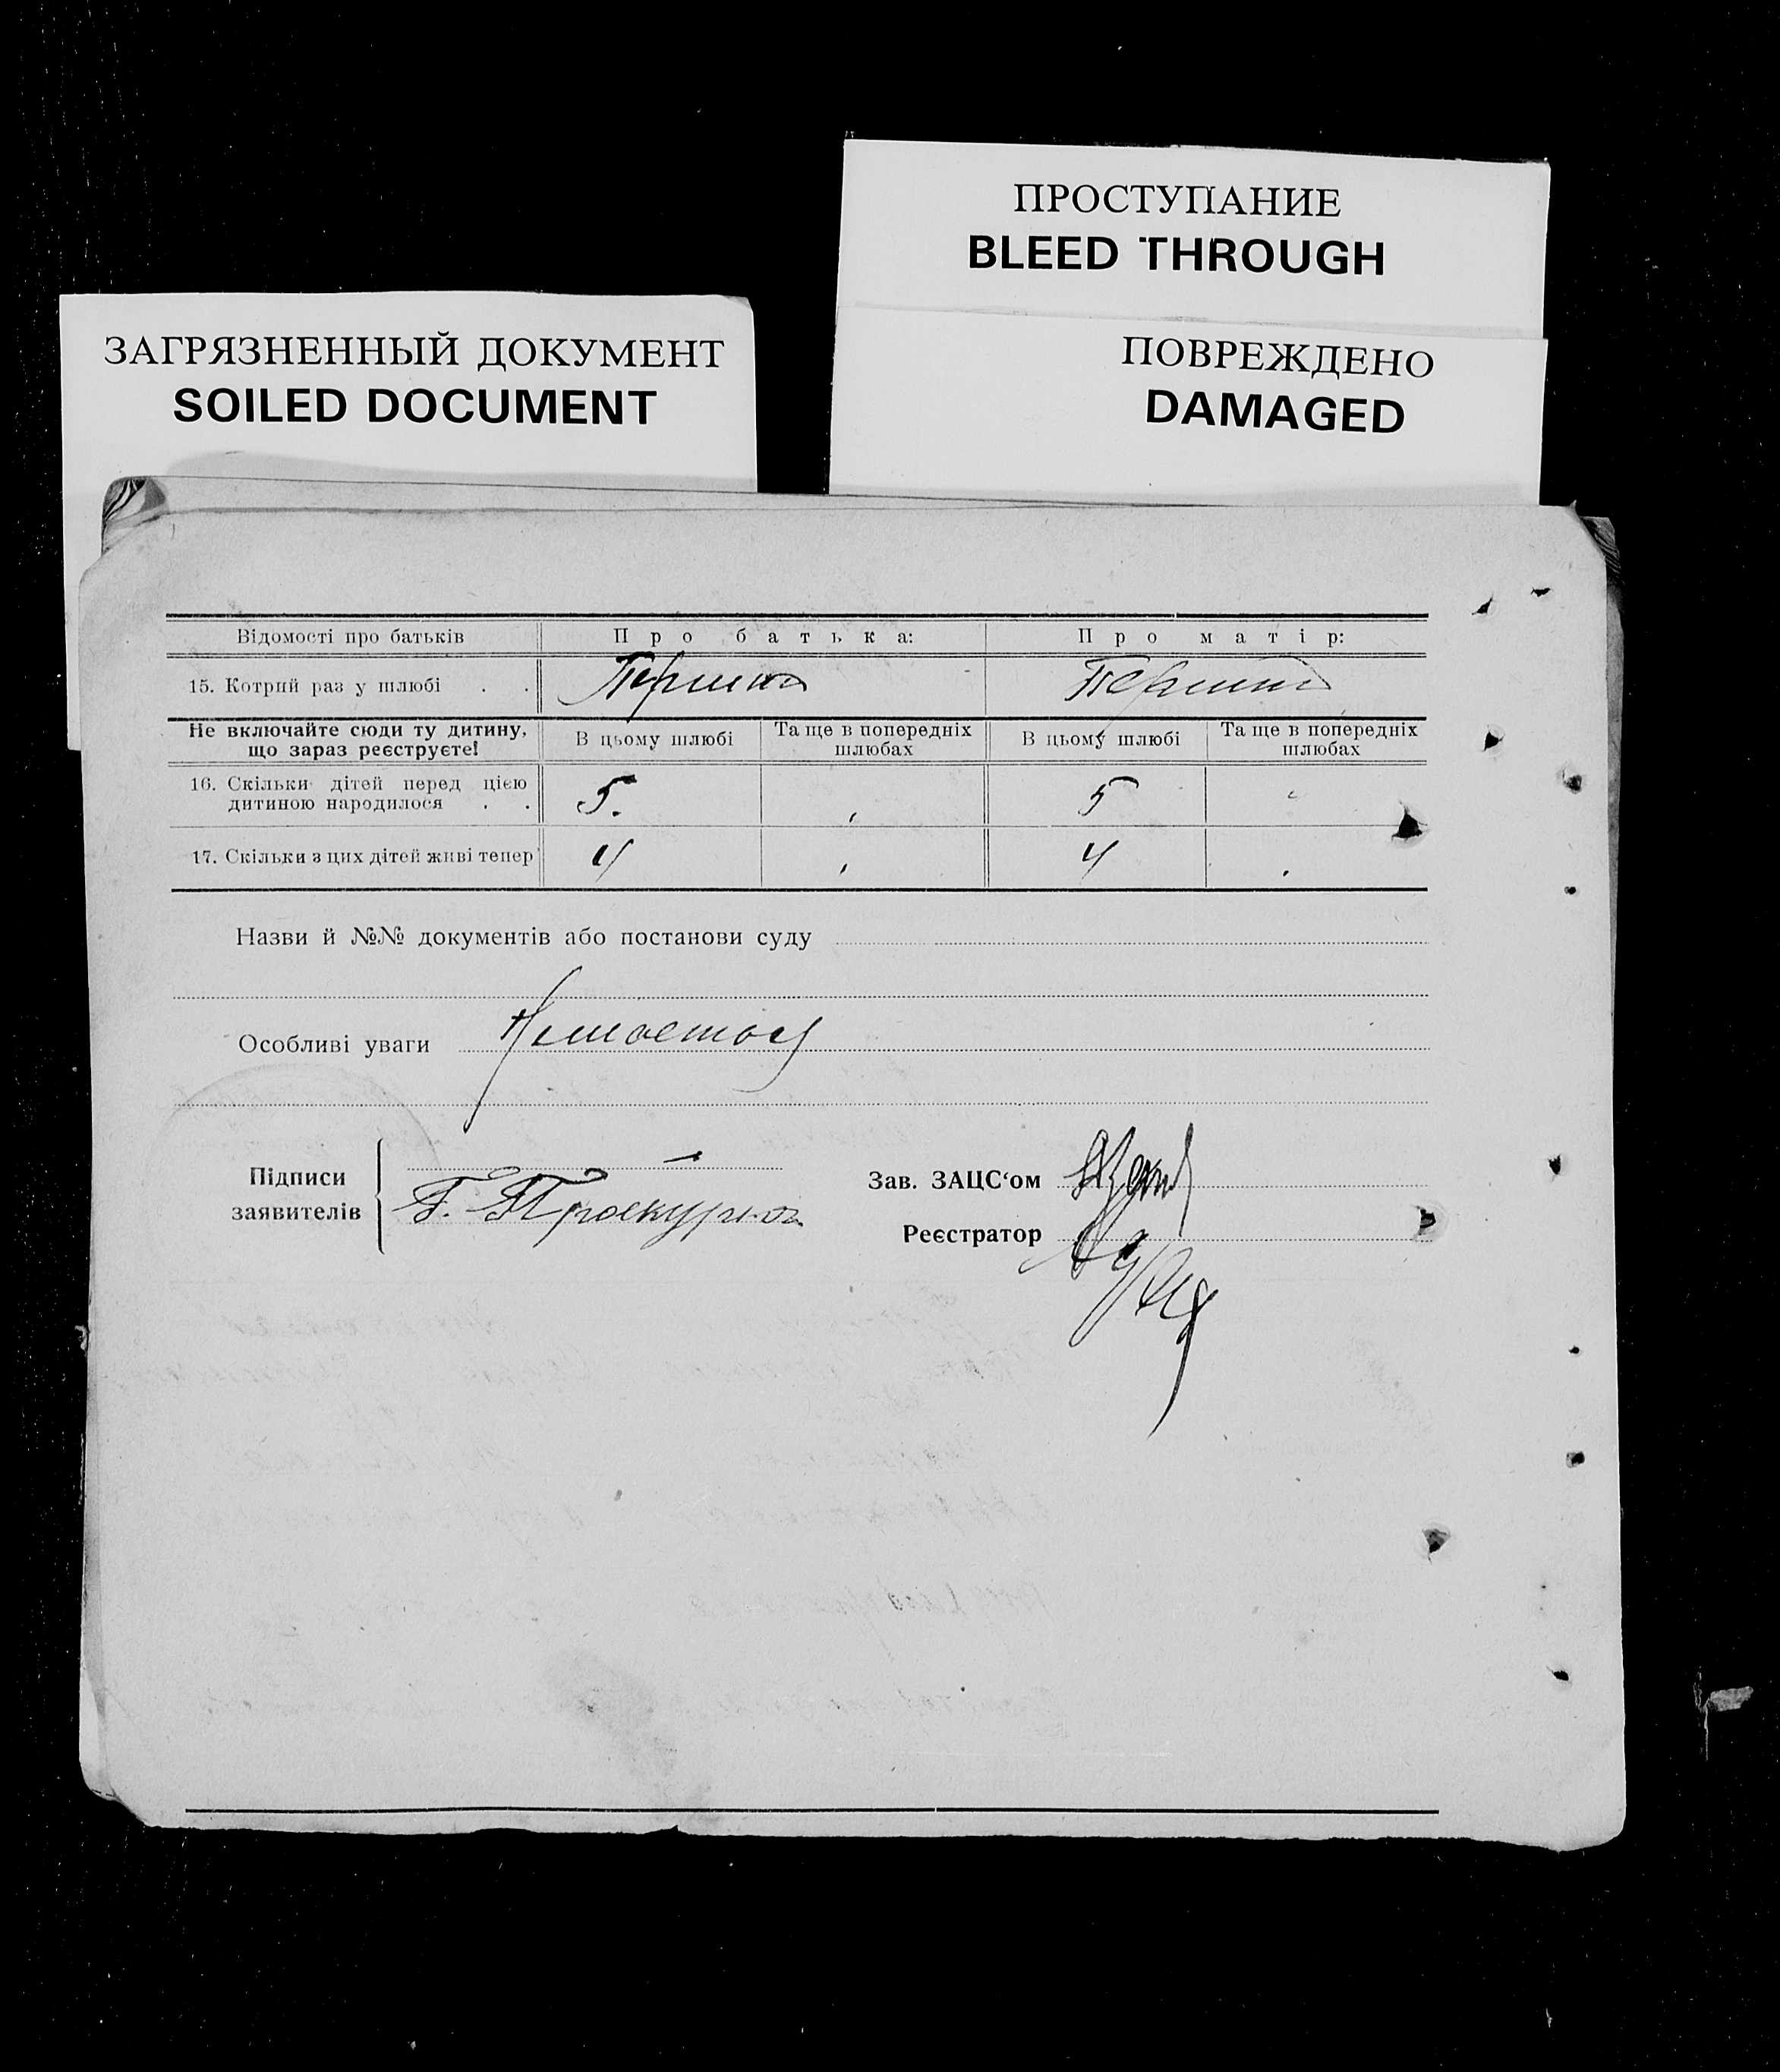 ПРОСТУПАНИЕ
BLEED THROUGH
ПОВРЕЖДЕНО
DAMAGED
ЗАГРЯЗНЕННЫЙ ДОКУМЕНТ
SOILED DOCUMENT
Відомості про батьків Про батька: Про матір:
15. Котрий раз у шлюбі . . Перший Перший
Не включайте сюди ту дитину, що зараз реєструєте! В цьому шлюбі Та ще в попередніх шлюбах В цьому шлюбі Та ще в попередніх шлюбах
16. Скільки дітей перед цією
дитиною народилося . . 5. 5
17. Скільки з цих дітей живі тепер 4 4
Назви й №№ документів або постанови суду
Особливі уваги
Підписи
заявителів Г. Проскурна
Зав. ЗАЦС‘ом
Реєстратор